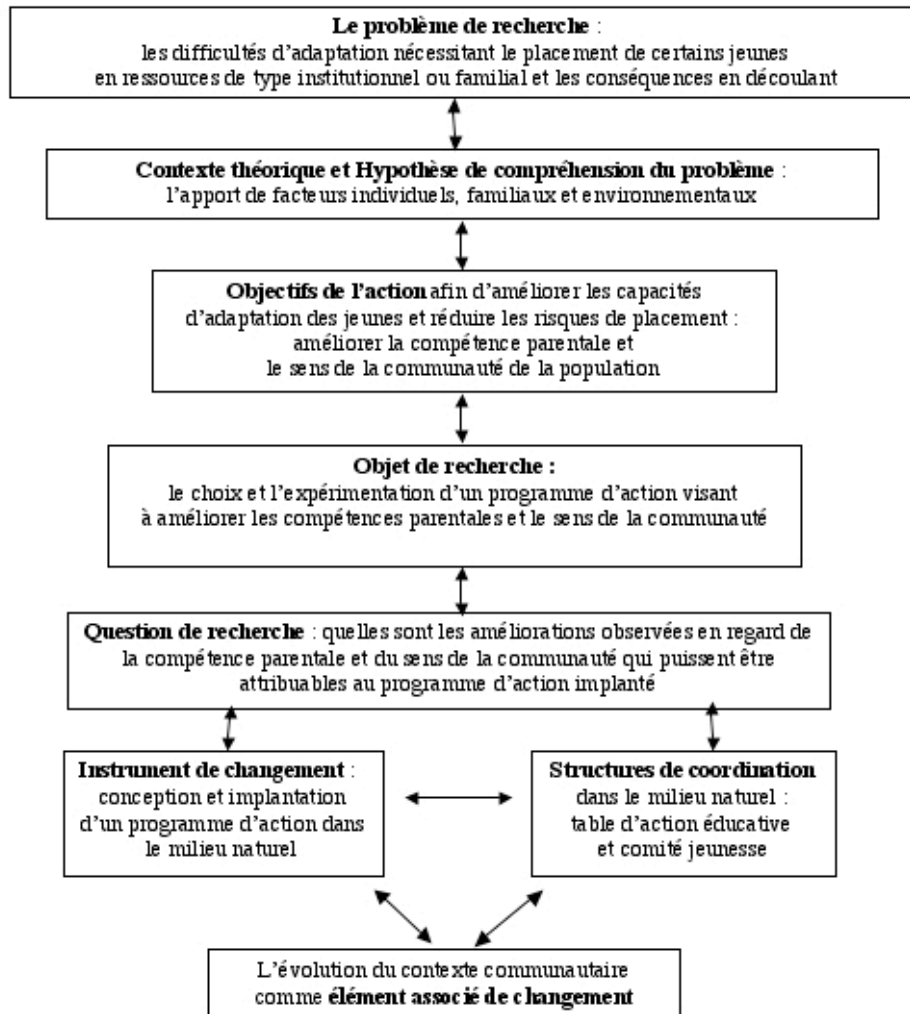 Le problème de recherche :
les difficultés d'adaptation nécessitant le placement de certains jeunes
en ressources de type institutionnel ou familial et les conséquences en découlant
Contexte théorique et Hypothèse de compréhension du problème :
l'apport de facteurs individuels, familiaux et environnementaux
Objectifs de l'action afin d'améliorer les capacités
d'adaptation des jeunes et réduire les risques de placement :
améliorer la compétence parentale et
le sens de la communauté de la population
Objet de recherche :
le choix et l'expérimentation d'un programme d'action visant
à améliorer les compétences parentales et le sens de la communauté
Question de recherche : quelles sont les améliorations observées en regard de
la compétence parentale et du sens de la communauté qui puissent être
attribuables au programme d'action implanté
Instrument de changement :
conception et implantation
d'un programme d'action dans
le milieu naturel
Structures de coordination
dans le milieu naturel :
table d'action éducative
et comité jeunesse
L'évolution du contexte communautaire
comme élément associé de changement